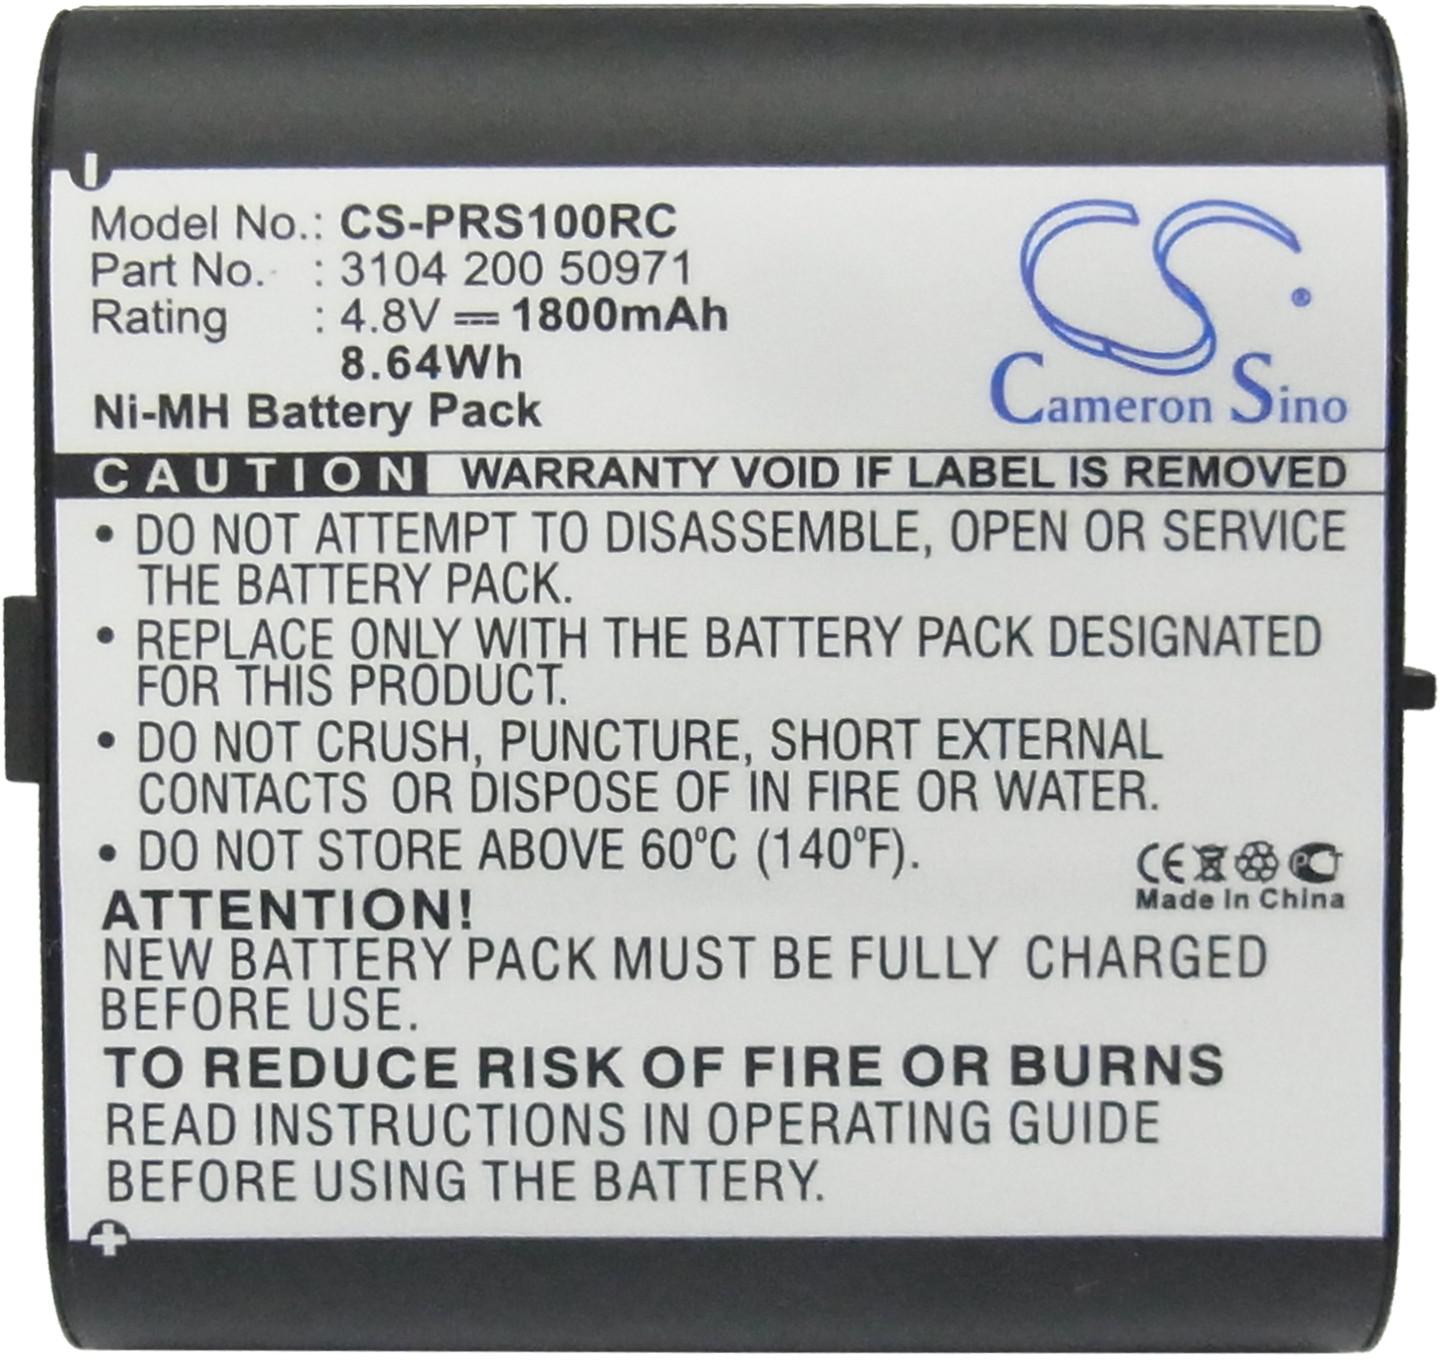 Model No.: CS-PRS100RC
Part No. : 3104 200 50971
Rating : 4.8V ⎓ 1800mAh
8.64Wh
Ni-MH Battery Pack
CS®
Cameron Sino
CAUTION WARRANTY VOID IF LABEL IS REMOVED
• DO NOT ATTEMPT TO DISASSEMBLE, OPEN OR SERVICE
THE BATTERY PACK.
• REPLACE ONLY WITH THE BATTERY PACK DESIGNATED
FOR THIS PRODUCT.
• DO NOT CRUSH, PUNCTURE, SHORT EXTERNAL
CONTACTS OR DISPOSE OF IN FIRE OR WATER.
• DO NOT STORE ABOVE 60ºC (140ºF).
CE PCT
Made In China
ATTENTION!
NEW BATTERY PACK MUST BE FULLY CHARGED
BEFORE USE.
TO REDUCE RISK OF FIRE OR BURNS
READ INSTRUCTIONS IN OPERATING GUIDE
BEFORE USING THE BATTERY.